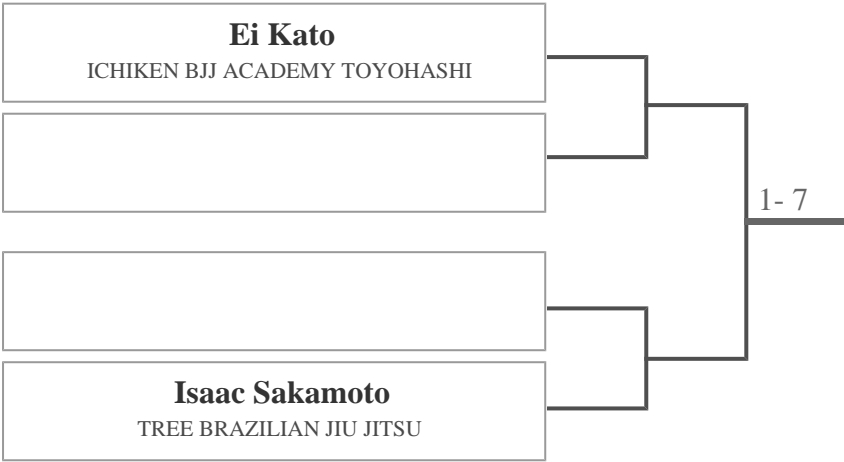 Ei Kato
ICHIKEN BJJ ACADEMY TOYOHASHI
1- 7
Isaac Sakamoto
TREE BRAZILIAN JIU JITSU